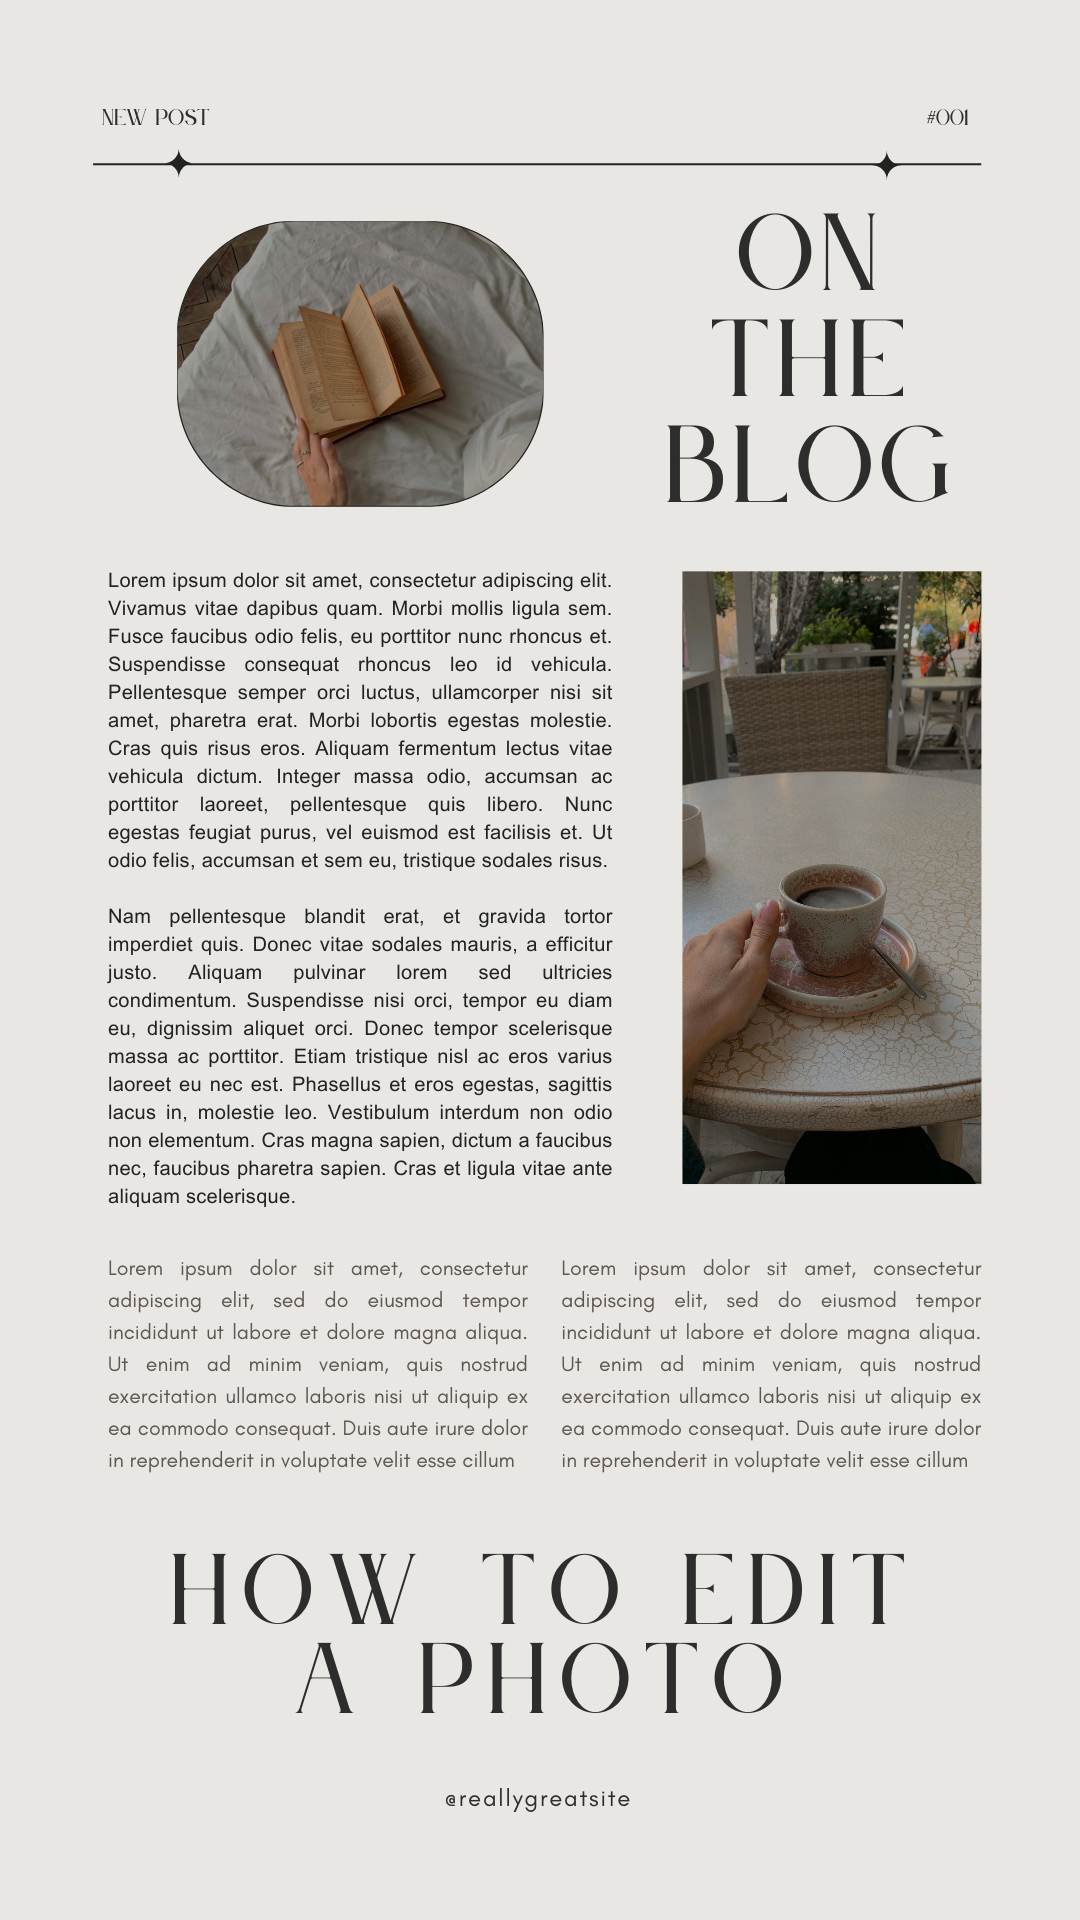 NEW POST
#001
ON
THE
BLOG
Lorem ipsum dolor sit amet, consectetur adipiscing elit.
Vivamus vitae dapibus quam. Morbi mollis ligula sem.
Fusce faucibus odio felis, eu porttitor nunc rhoncus et.
Suspendisse consequat rhoncus leo id vehicula.
Pellentesque semper orci luctus, ullamcorper nisi sit
amet, pharetra erat. Morbi lobortis egestas molestie.
Cras quis risus eros. Aliquam fermentum lectus vitae
vehicula dictum. Integer massa odio, accumsan ac
porttitor laoreet, pellentesque quis libero. Nunc
egestas feugiat purus, vel euismod est facilisis et. Ut
odio felis, accumsan et sem eu, tristique sodales risus.
Nam pellentesque blandit erat, et gravida tortor
imperdiet quis. Donec vitae sodales mauris, a efficitur
justo. Aliquam pulvinar lorem sed ultricies
condimentum. Suspendisse nisi orci, tempor eu diam
eu, dignissim aliquet orci. Donec tempor scelerisque
massa ac porttitor. Etiam tristique nisl ac eros varius
laoreet eu nec est. Phasellus et eros egestas, sagittis
lacus in, molestie leo. Vestibulum interdum non odio
non elementum. Cras magna sapien, dictum a faucibus
nec, faucibus pharetra sapien. Cras et ligula vitae ante
aliquam scelerisque.
Lorem ipsum dolor sit amet, consectetur
adipiscing elit, sed do eiusmod tempor
incididunt ut labore et dolore magna aliqua.
Ut enim ad minim veniam, quis nostrud
exercitation ullamco laboris nisi ut aliquip ex
ea commodo consequat. Duis aute irure dolor
in reprehenderit in voluptate velit esse cillum
Lorem ipsum dolor sit amet, consectetur
adipiscing elit, sed do eiusmod tempor
incididunt ut labore et dolore magna aliqua.
Ut enim ad minim veniam, quis nostrud
exercitation ullamco laboris nisi ut aliquip ex
ea commodo consequat. Duis aute irure dolor
in reprehenderit in voluptate velit esse cillum
HOW TO EDIT
A PHOTO
@reallygreatsite